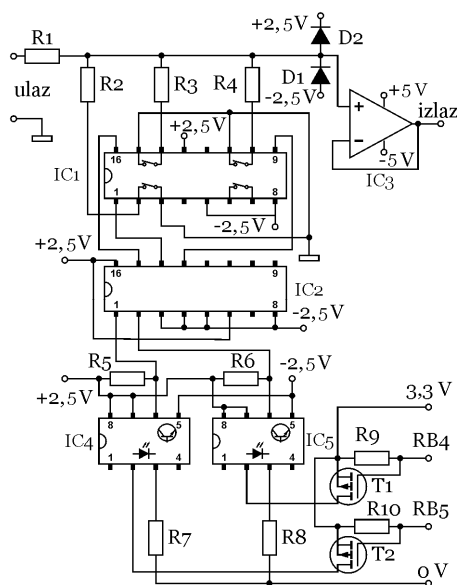 +2,5V
R1
D2
ulaz
R2
R3
R4
D1
+5V
izlaz
+2,5V
-2,5V
-5V
IC3
16
9
IC1
1
8
-2,5V
+2,5V
16
9
IC2
1
8
-2,5V
R5
R6
-2,5V
+2,5V
3,3 V
8
5
8
5
IC4
IC5
R9
RB4
1
4
1
4
T1
R10
RB5
R7
R8
T2
0 V